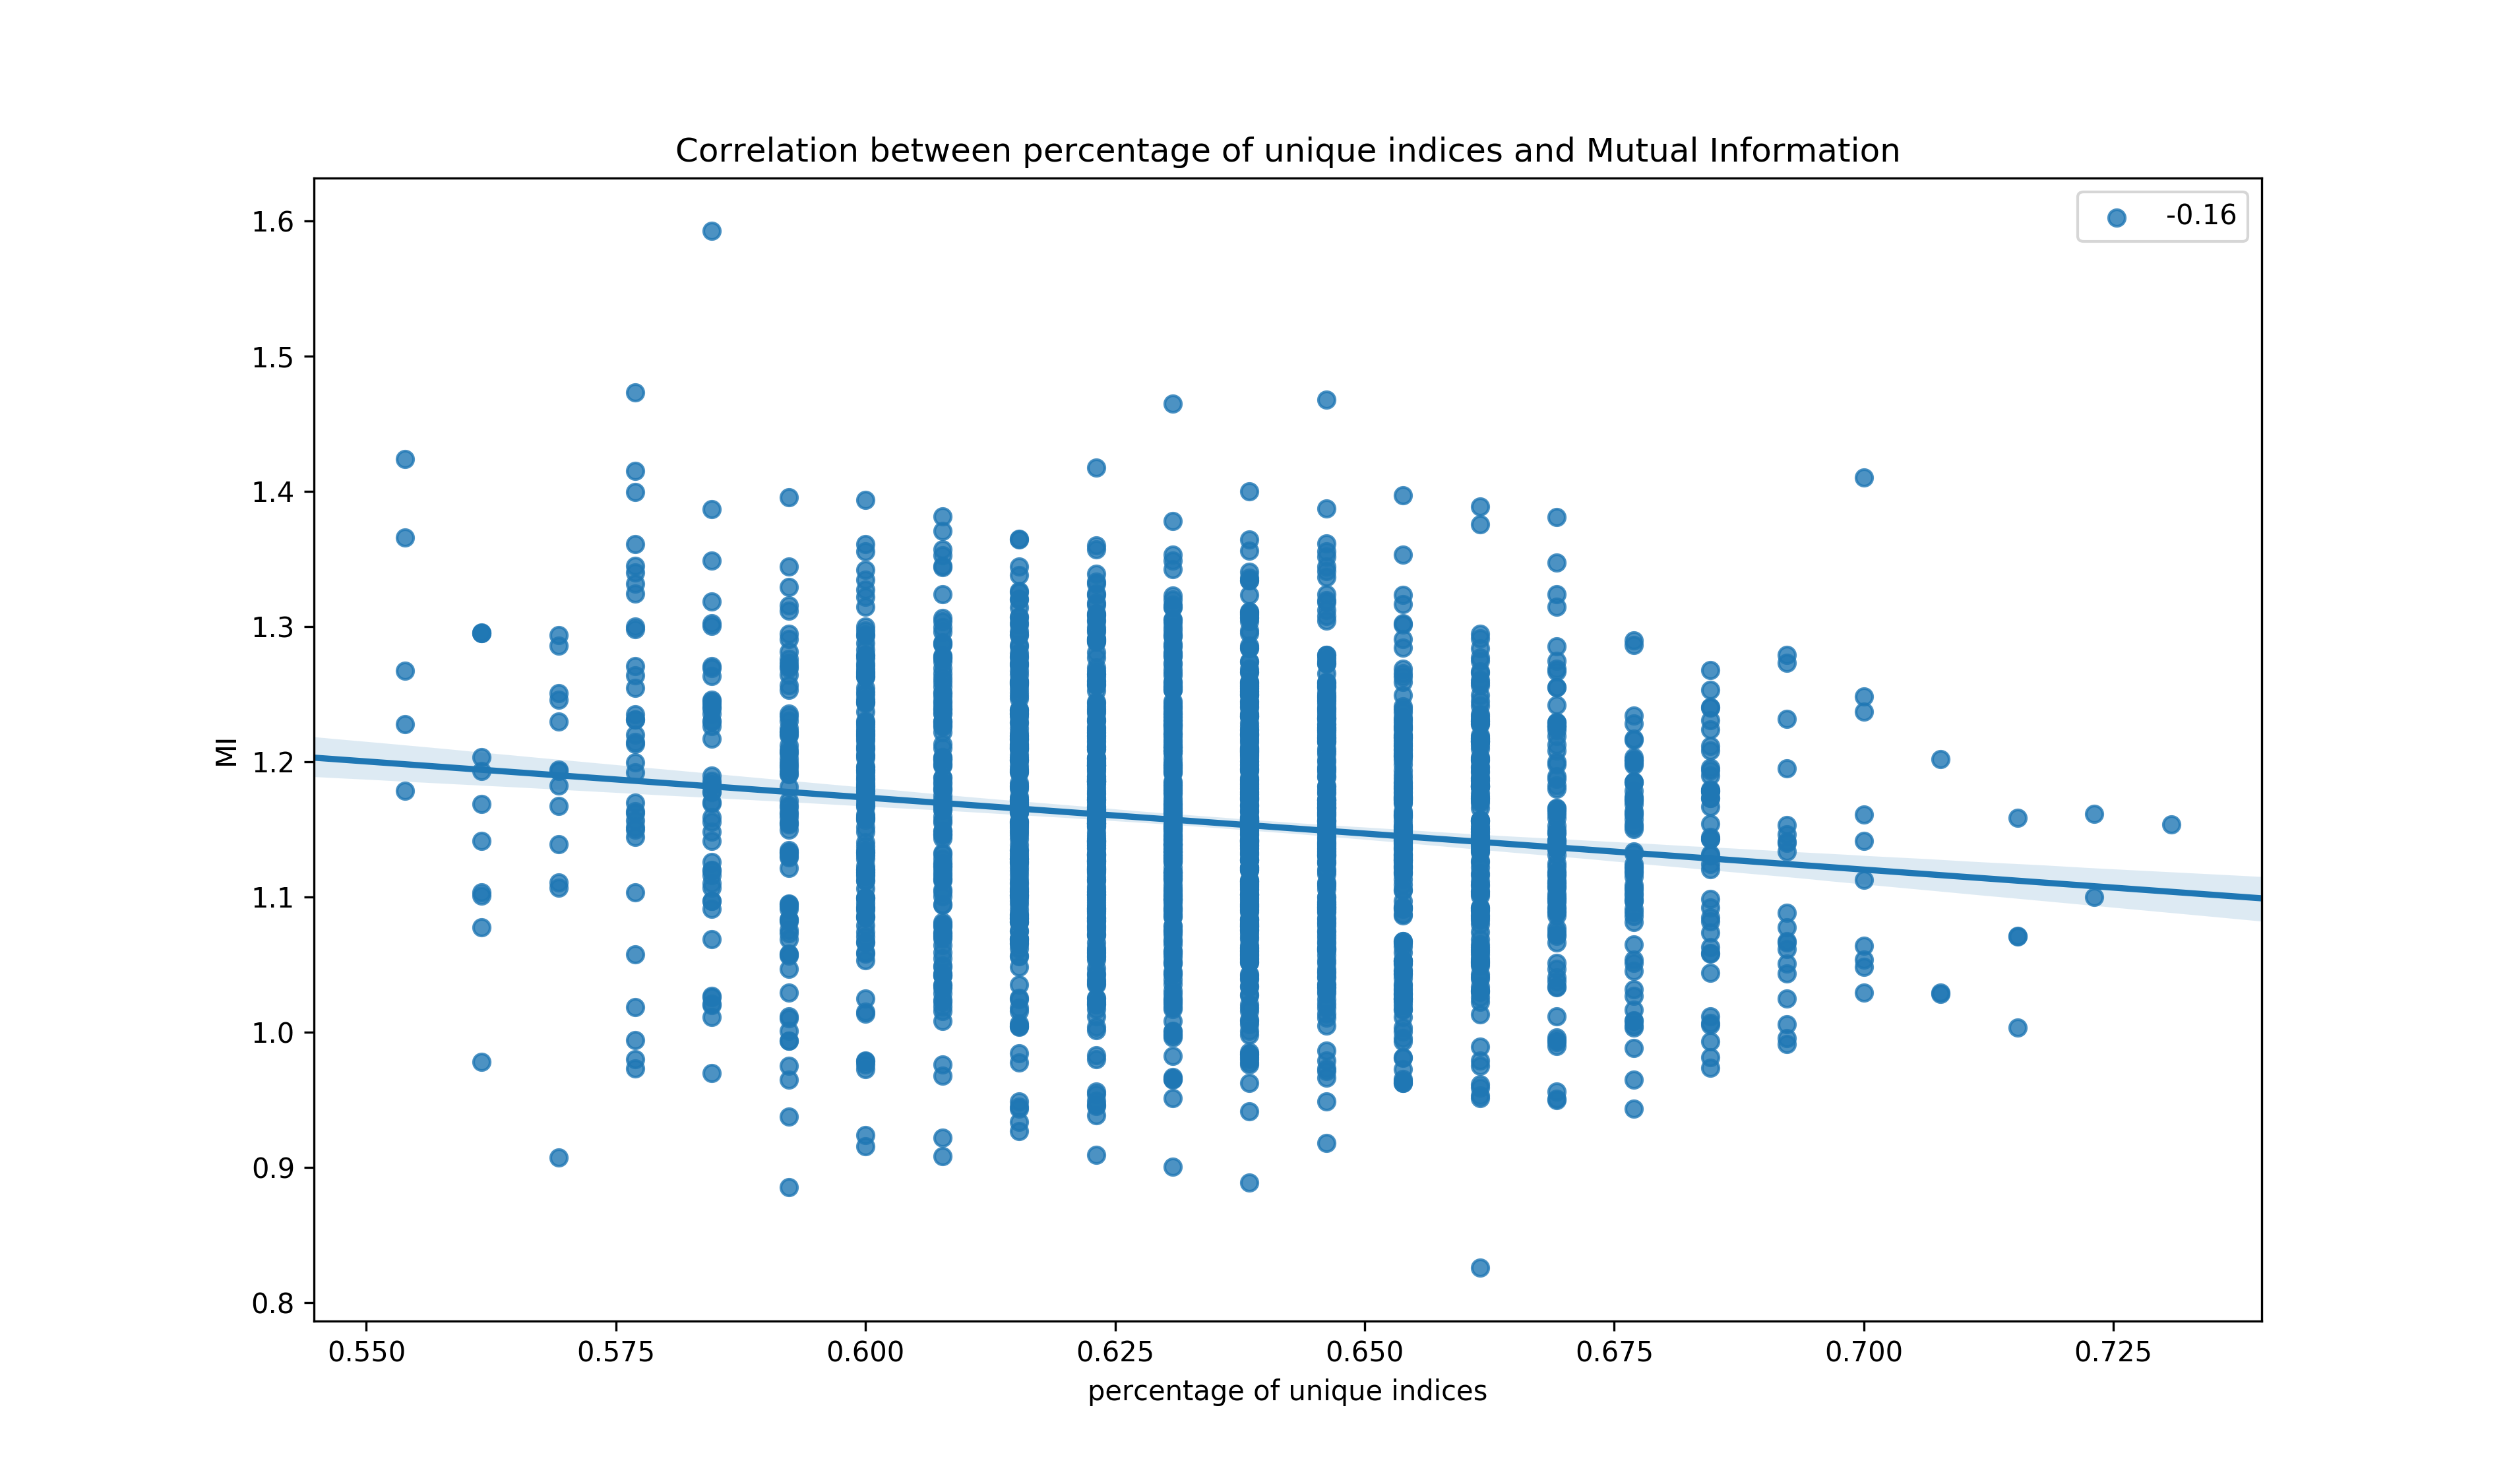 Correlation between percentage of unique indices and Mutual Information
-0.16
1.6
1.5
1.4
1.3
1.2
1.1
1.0
0.9
0.8
MI
0.550 0.575 0.600 0.625 0.650 0.675 0.700 0.725
percentage of unique indices